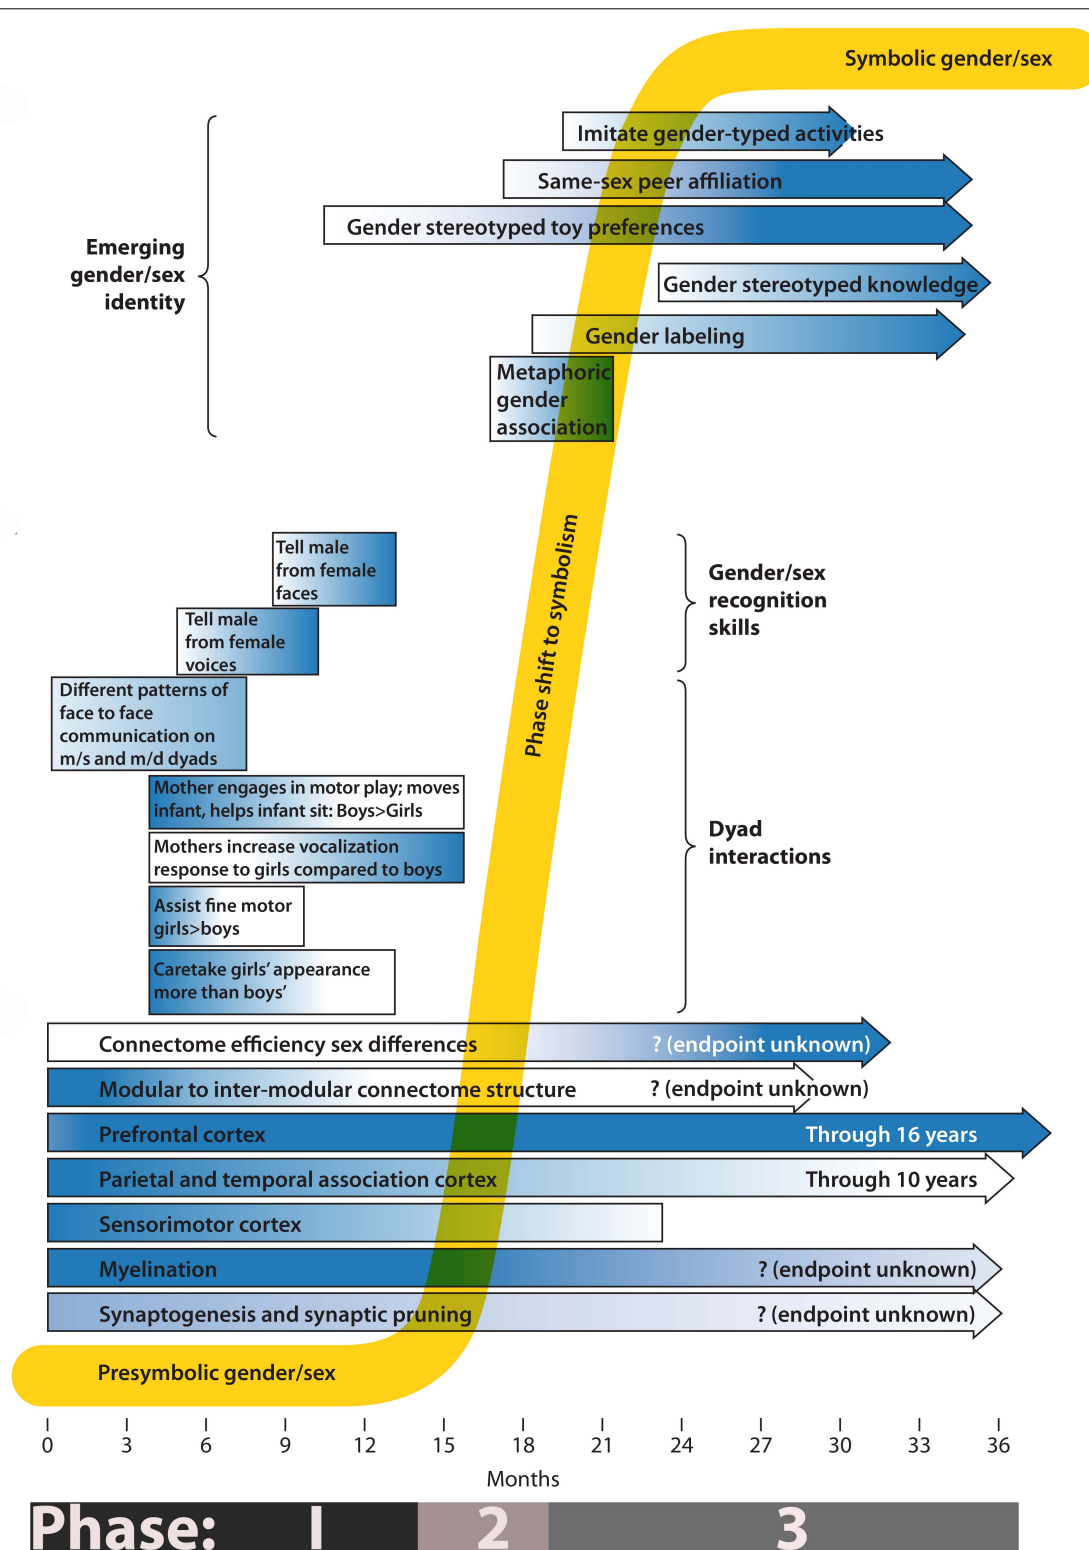 Symbolic gender/sex
Imitate gender-typed activities
Same-sex peer affiliation
Gender stereotyped toy preferences
Emerging
gender/sex
identity
Gender stereotyped knowledge
Gender labeling
Metaphoric
gender
association
Phase shift to symbolism
Tell male
from female
faces
Tell male
from female
voices
Gender/sex
recognition
skills
Different patterns of
face to face
communication on
m/s and m/d dyads
Mother engages in motor play; moves
infant, helps infant sit: Boys>Girls
Mothers increase vocalization
response to girls compared to boys
Assist fine motor
girls>boys
Caretake girls’ appearance
more than boys’
Dyad
interactions
Connectome efficiency sex differences ? (endpoint unknown)
Modular to inter-modular connectome structure ? (endpoint unknown)
Prefrontal cortex Through 16 years
Parietal and temporal association cortex Through 10 years
Sensorimotor cortex
Myelination ? (endpoint unknown)
Synaptogenesis and synaptic pruning ? (endpoint unknown)
Presymbolic gender/sex
0 3 6 9 12 15 18 21 24 27 30 33 36
Months
Phase: I 2 3